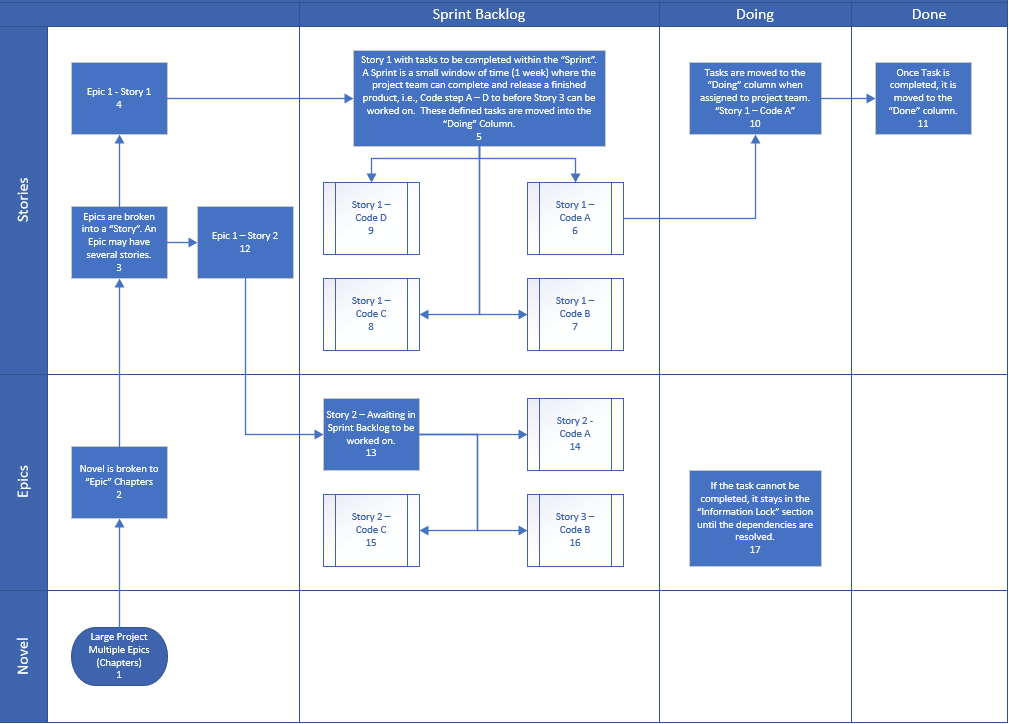 Sprint Backlog
Doing
Done
Stories
Epic 1 - Story 1
4
Story 1 with tasks to be completed within the “Sprint”.
A Sprint is a small window of time (1 week) where the
project team can complete and release a finished
product, i.e., Code step A – D to before Story 3 can be
worked on.  These defined tasks are moved into the
“Doing” Column.
5
Tasks are moved to the
“Doing” column when
assigned to project team.
“Story 1 – Code A”
10
Once Task is
completed, it is
moved to the
“Done” column.
11
Epics are broken
into a “Story”. An
Epic may have
several stories.
3
Epic 1 – Story 2
12
Story 1 –
Code D
9
Story 1 –
Code A
6
Story 1 –
Code C
8
Story 1 –
Code B
7
Epics
Novel is broken to
“Epic” Chapters
2
Story 2 – Awaiting in
Sprint Backlog to be
worked on.
13
Story 2 -
Code A
14
Story 2 –
Code C
15
Story 3 –
Code B
16
If the task cannot be
completed, it stays in the
“Information Lock” section
until the dependencies are
resolved.
17
Novel
Large Project
Multiple Epics
(Chapters)
1